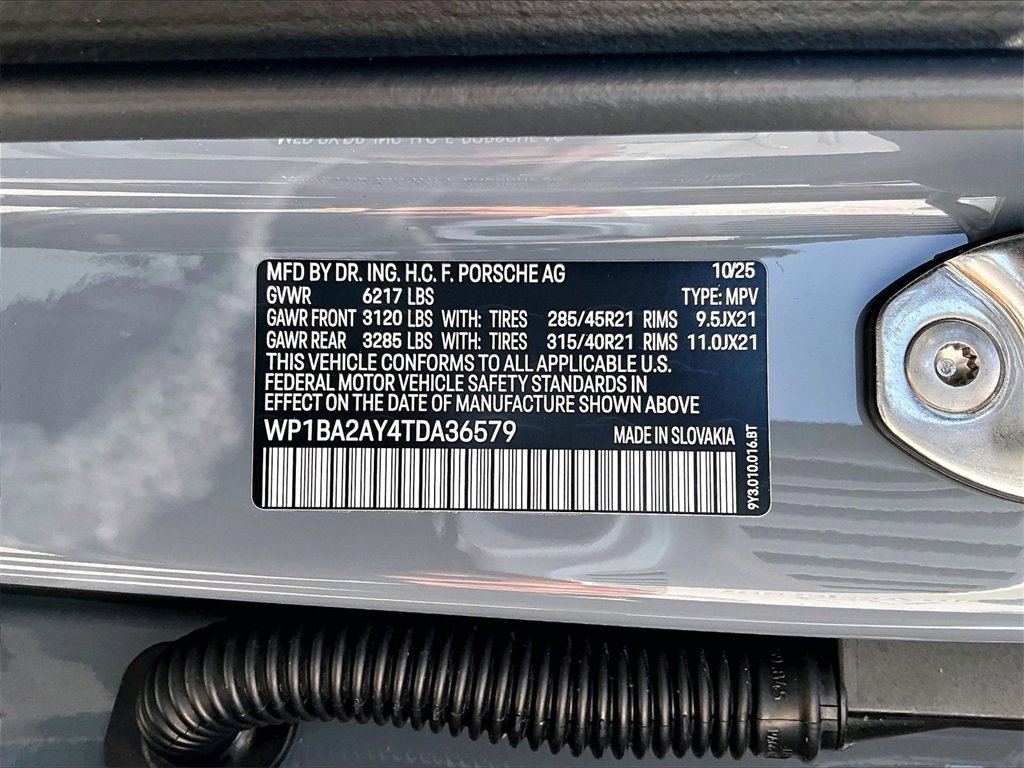 MFD BY DR. ING. H.C. F. PORSCHE AG 10/25
GVWR 6217 LBS TYPE: MPV
GAWR FRONT 3120 LBS WITH: TIRES 285/45R21 RIMS 9.5JX21
GAWR REAR 3285 LBS WITH: TIRES 315/40R21 RIMS 11.0JX21
THIS VEHICLE CONFORMS TO ALL APPLICABLE U.S.
FEDERAL MOTOR VEHICLE SAFETY STANDARDS IN
EFFECT ON THE DATE OF MANUFACTURE SHOWN ABOVE
WP1BA2AY4TDA36579 MADE IN SLOVAKIA
9Y3.010.016.BT